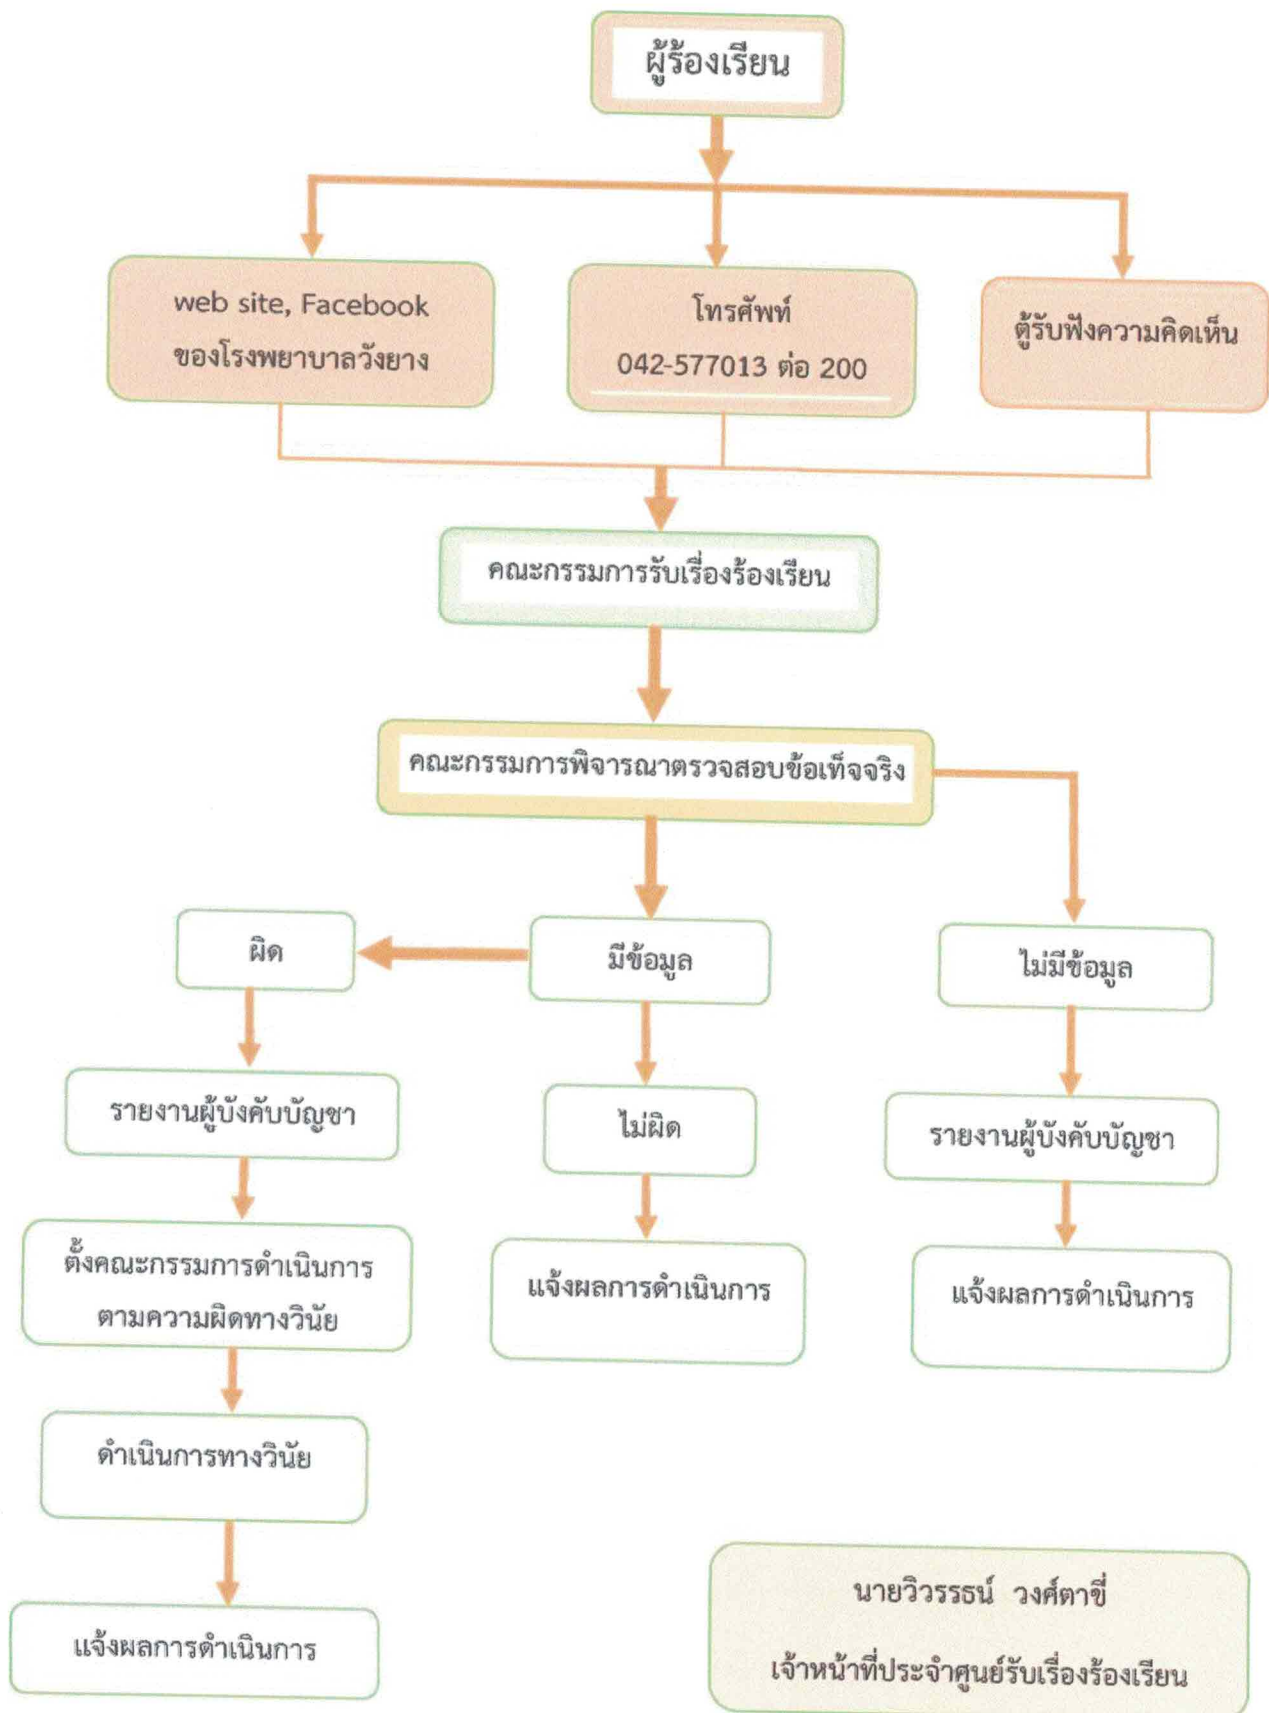 ผู้ร้องเรียน
web site, Facebook
ของโรงพยาบาลวังยาง
โทรศัพท์
042-577013 ต่อ 200
ตู้รับฟังความคิดเห็น
คณะกรรมการรับเรื่องร้องเรียน
คณะกรรมการพิจารณาตรวจสอบข้อเท็จจริง
ผิด
มีข้อมูล
ไม่มีข้อมูล
รายงานผู้บังคับบัญชา
ไม่ผิด
รายงานผู้บังคับบัญชา
ตั้งคณะกรรมการดำเนินการ
ตามความผิดทางวินัย
แจ้งผลการดำเนินการ
แจ้งผลการดำเนินการ
ดำเนินการทางวินัย
แจ้งผลการดำเนินการ
นายวิวรรธน์ วงศ์ตาขี่
เจ้าหน้าที่ประจำศูนย์รับเรื่องร้องเรียน